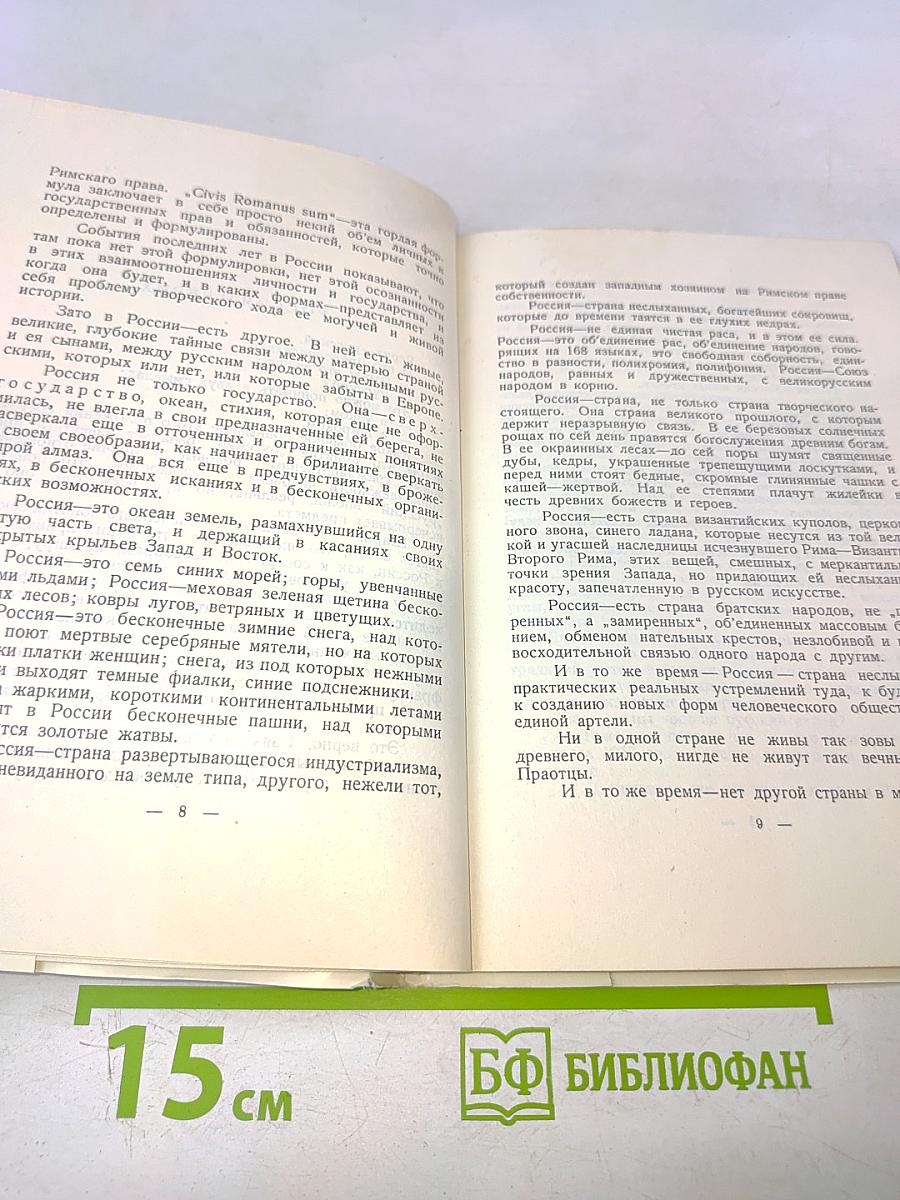 Римскаго права. „Civis Romanus sum“—эта гордая фор-
мула заключает в себе просто некий об'ем личных и
государственных прав и обязанностей, которые точно
определены и формулированы.
События последних лет в России показывают, что
там пока нет этой формулировки, нет этой осознанности
в этих взаимоотношениях личности и государства, и
когда она будет, и в каких формах—представляет из
себя проблему творческого хода ее могучей и живой
истории.
Зато в России—есть другое. В ней есть живые,
великие, глубокие тайные связи между матерью страной
и ея сынами, между русским народом и отдельными рус-
скими, которых или нет, или которые забыты в Европе.
Россия не только государство. Она—сверх-
государство, океан, стихия, которая еще не офор-
милась, не влегла в свои предназначенные ей берега, не
засверкала еще в отточенных и ограниченных понятиях
своем своеобразии, как начинает в брилианте сверкать
рой алмаз. Она вся еще в предчувствиях, в броже-
ях, в бесконечных исканиях и в бесконечных органи-
ских возможностях.
Россия—это океан земель, размахнувшийся на одну
тую часть света, и держащий в касаниях своих
крытых крыльев Запад и Восток.
Россия—это семь синих морей; горы, увенчанные
ми льдами; Россия—меховая зеленая щетина беско-
ых лесов; ковры лугов, ветряных и цветущих.
Россия—это бесконечные зимние снега, над кото-
поют мертвые серебряные мятели, но на которых
ки платки женщин; снега, из под которых нежными
и выходят темные фиалки, синие подснежники.
а жаркими, короткими континентальными летами
ят в России бесконечные пашни, над которыми
тся золотые жатвы.
ссия—страна развертывающегося индустриализма,
невиданного на земле типа, другого, нежели тот,
— 8 —
который создан западным хозяином на Римском праве
собственности.
Россия—страна неслыханных, богатейших сокровищ,
которые до времени таятся в ее глухих недрах.
Россия—не единая чистая раса, и в этом ее сила.
Россия—это об'единение рас, об'единение народов, гово-
рящих на 168 языках, это свободная соборность, един-
ство в разности, полихромия, полифония. Россия—Союз
народов, равных и дружественных, с великорусским
народом в корню.
Россия—страна, не только страна творческого на-
стоящего. Она страна великого прошлого, с которым
держит неразрывную связь. В ее березовых солнечных
рощах по сей день правятся богослужения древним богам.
В ее окраинных лесах—до сей поры шумят священные
дубы, кедры, украшенные трепещущими лоскутками, и
перед ними стоят бедные, скромные глинянные чашки с
кашей—жертвой. Над ее степями плачут жилейки в
честь древних божеств и героев.
Россия—есть страна византийских куполов, церков
ного звона, синего ладана, которые несутся из той вел
кой и угасшей наследницы исчезнувшего Рима—Визант
Второго Рима, этих вещей, смешных, с меркантиль
точки зрения Запада, но придающих ей неслыхан
красоту, запечатленную в русском искусстве.
Россия—есть страна братских народов, не „п
ренных“, а „замиренных“, об'единенных массовым б
нием, обменом нательных крестов, незлобивой и
восходительной связью одного народа с другим.
И в то же время—Россия—страна неслы
практических реальных устремлений туда, к буд
к созданию новых форм человеческого общест
единой артели.
Ни в одной стране не живы так зовы
древнего, милого, нигде не живут так вечны
Праотцы.
И в то же время—нет другой страны в м
9 —
15 см
БФ БИБЛИОФАН